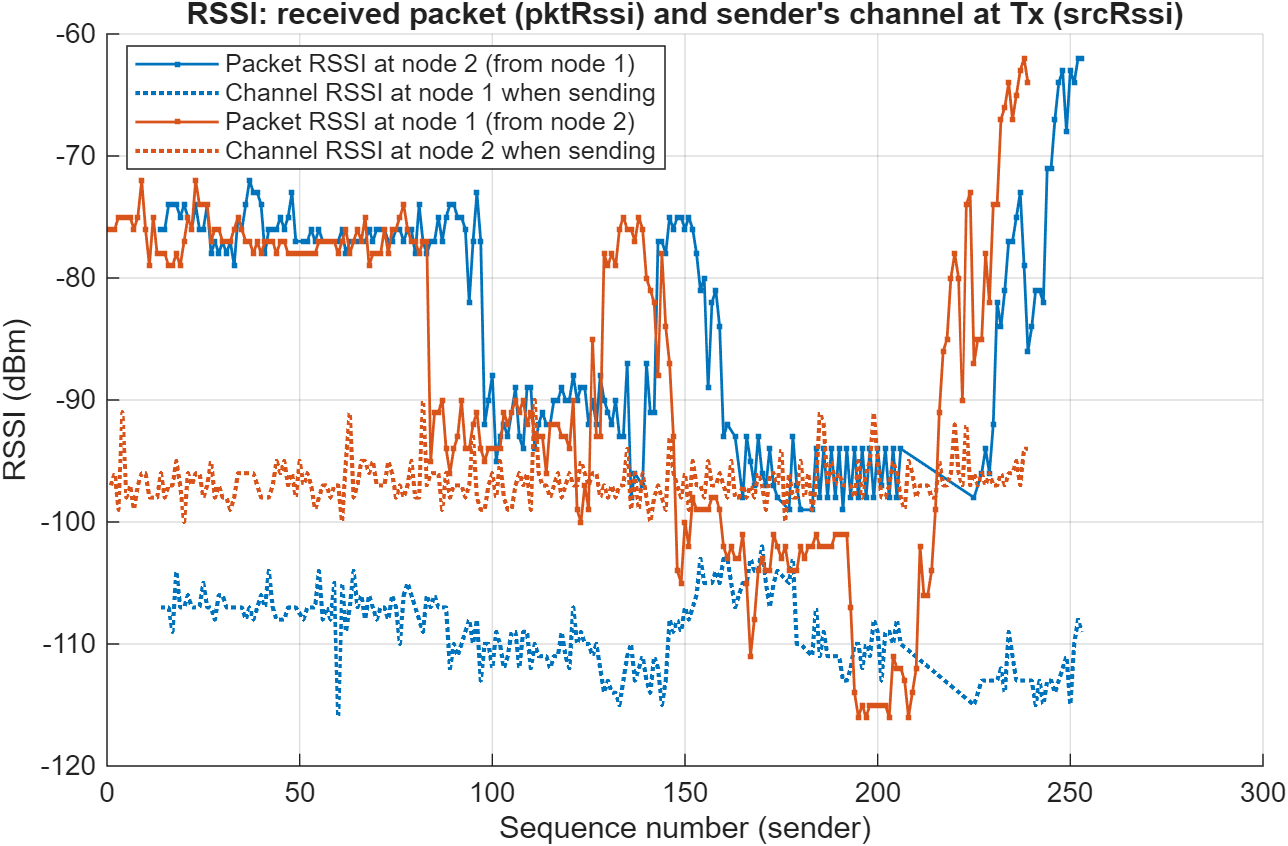 RSSI: received packet (pktRssi) and sender's channel at Tx (srcRssi)
Packet RSSI at node 2 (from node 1)
Channel RSSI at node 1 when sending
Packet RSSI at node 1 (from node 2)
Channel RSSI at node 2 when sending
RSSI (dBm)
-60
-70
-80
-90
-100
-110
-120
0 50 100 150 200 250 300
Sequence number (sender)